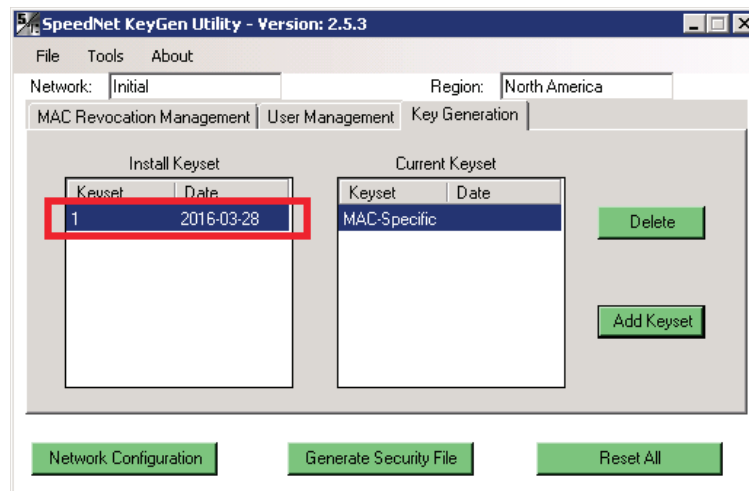 SpeedNet KeyGen Utility - Version: 2.5.3
File Tools About
Network: Initial Region: North America
MAC Revocation Management User Management Key Generation
Install Keyset Current Keyset
Keyset Date Keyset Date
1 2016-03-28 MAC-Specific
Delete
Add Keyset
Network Configuration Generate Security File Reset All